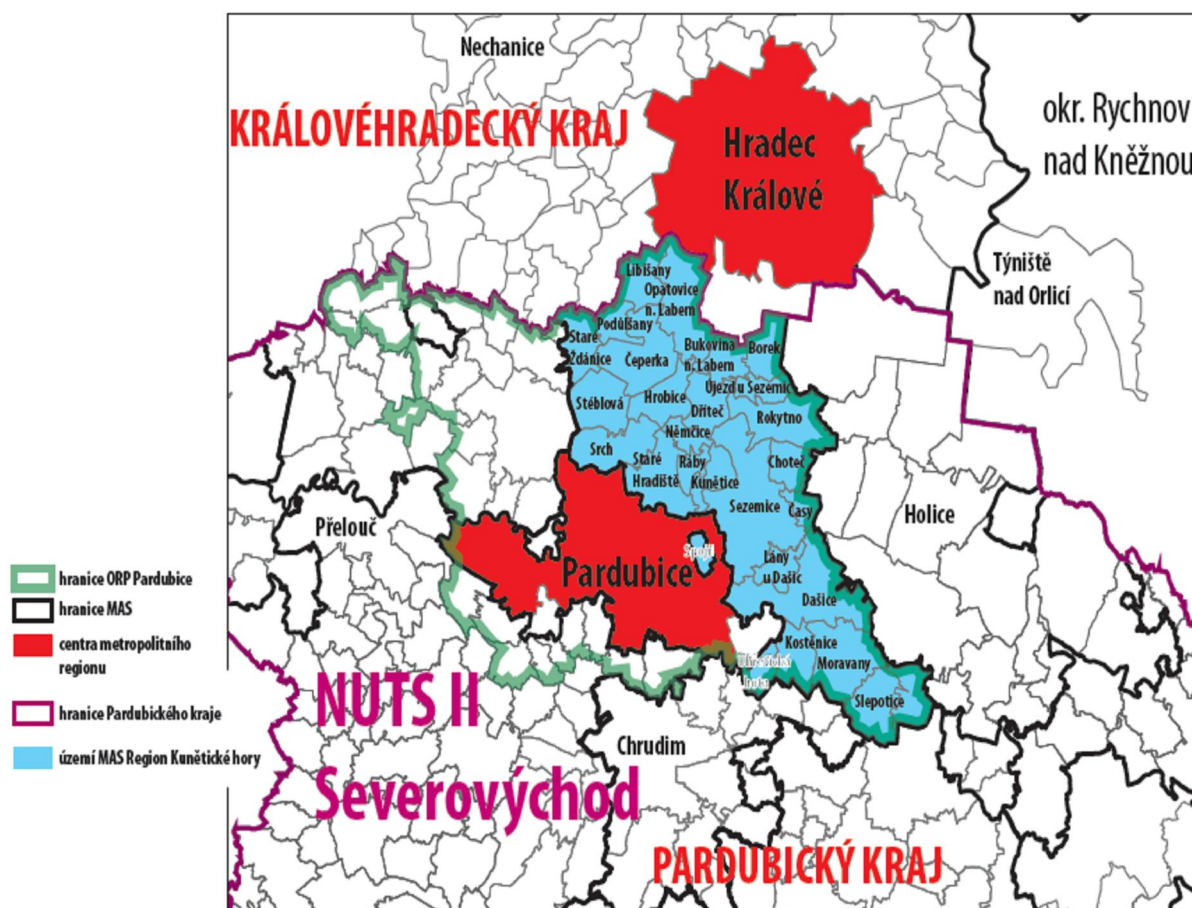 Nechanice
KRÁLOVÉHRADECKÝ KRAJ
Hradec
Králové
okr. Rychnov
nad Kněžnou
Týniště
nad Orlicí
Libišany
Opatovice
n. Labem
Podůlšany
Staré
Ždánice
Čeperka
Bukovina
n. Labem
Borek
Újezd u Sezemic
Stéblová
Hrobice
Dříteč
Rokytno
Němčice
Srch
Staré
Hradiště
Ráby
Kunětice
Choteč
Sezemice
Časy
Holice
Přelouč
Pardubice
Spojil
Lány
u Dašic
Dašice
Kostěnice
Moravany
Slepotice
Lhota
Chrudim
NUTS II
Severovýchod
PARDUBICKÝ KRAJ
hranice ORP Pardubice
hranice MAS
centra metropolitního
regionu
hranice Pardubického kraje
území MAS Region Kunětické hory